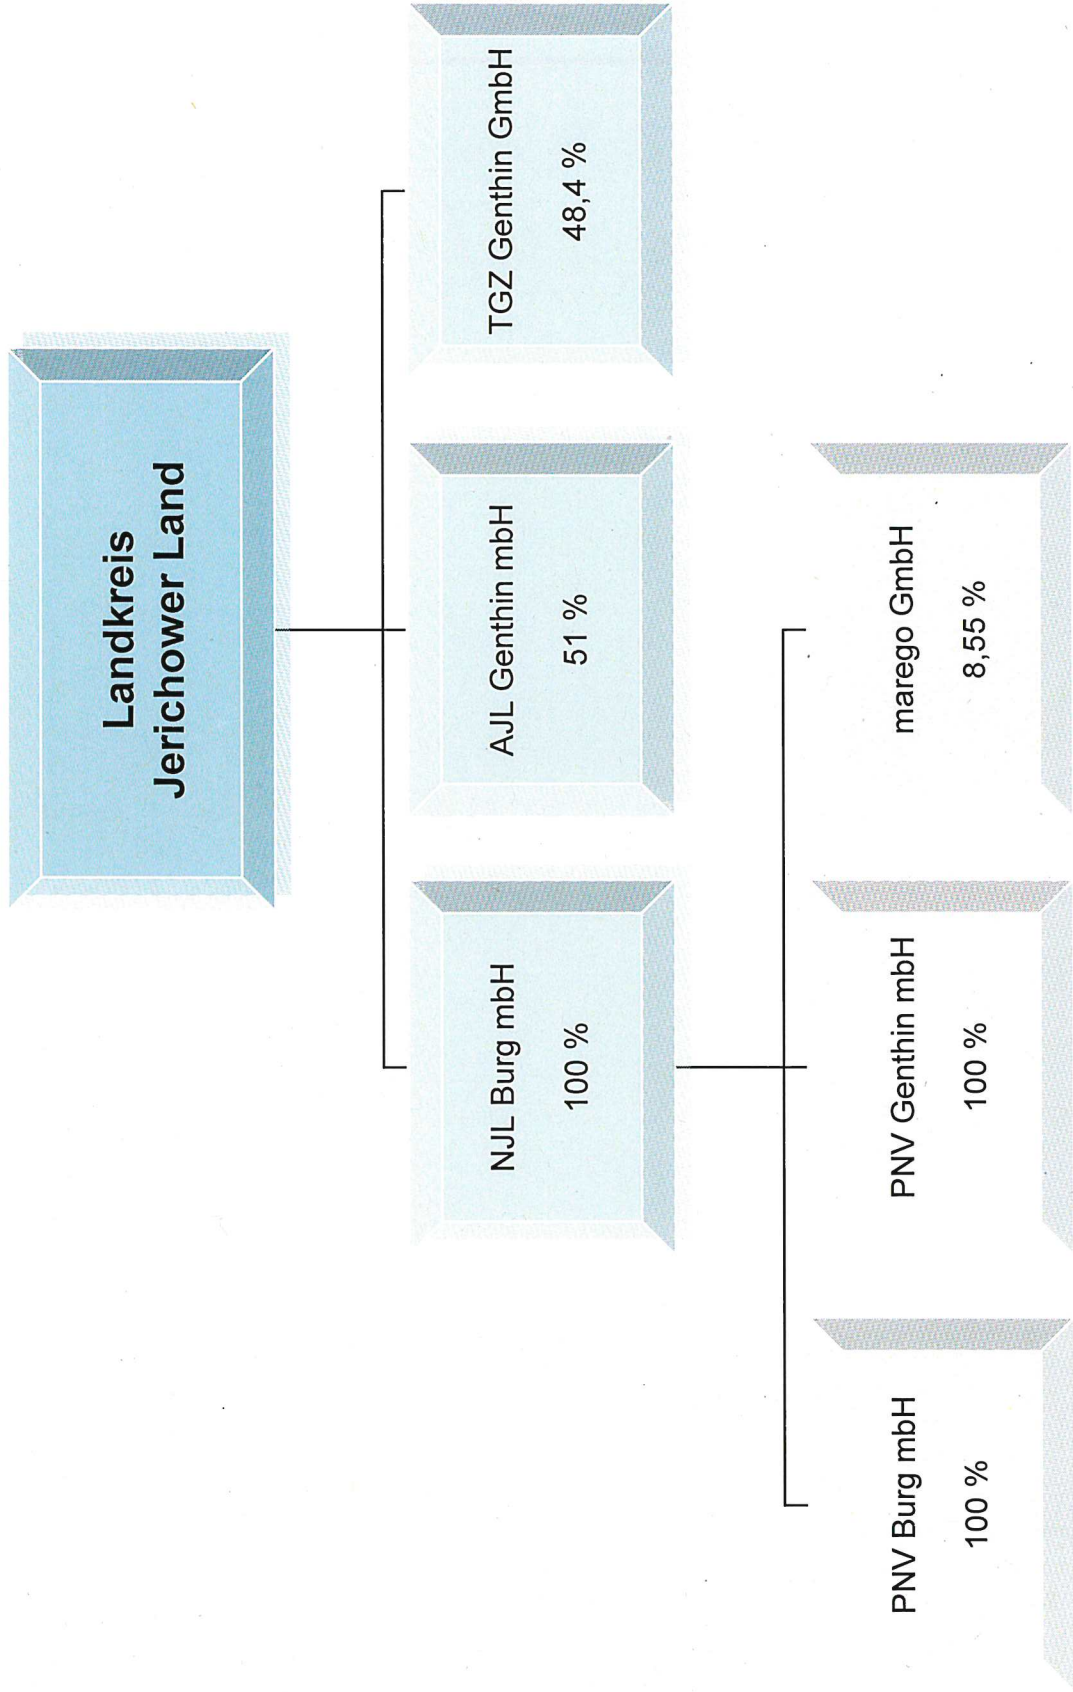 Landkreis
Jerichower Land
NJL Burg mbH
100 %
AJL Genthin mbH
51 %
TGZ Genthin GmbH
48,4 %
PNV Burg mbH
100 %
PNV Genthin mbH
100 %
marego GmbH
8,55 %